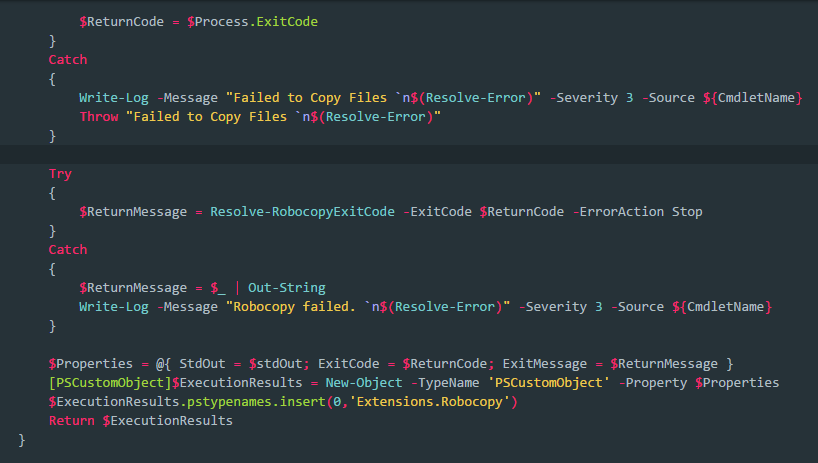 $ReturnCode = $Process.ExitCode
}
Catch
{
Write-Log -Message "Failed to Copy Files `n$(Resolve-Error)" -Severity 3 -Source ${CmdletName}
Throw "Failed to Copy Files `n$(Resolve-Error)"
}
Try
{
$ReturnMessage = Resolve-RobocopyExitCode -ExitCode $ReturnCode -ErrorAction Stop
}
Catch
{
$ReturnMessage = $_ | Out-String
Write-Log -Message "Robocopy failed. `n$(Resolve-Error)" -Severity 3 -Source ${CmdletName}
}
$Properties = @{ StdOut = $stdOut; ExitCode = $ReturnCode; ExitMessage = $ReturnMessage }
[PSCustomObject]$ExecutionResults = New-Object -TypeName 'PSCustomObject' -Property $Properties
$ExecutionResults.pstypenames.insert(0,'Extensions.Robocopy')
Return $ExecutionResults
}